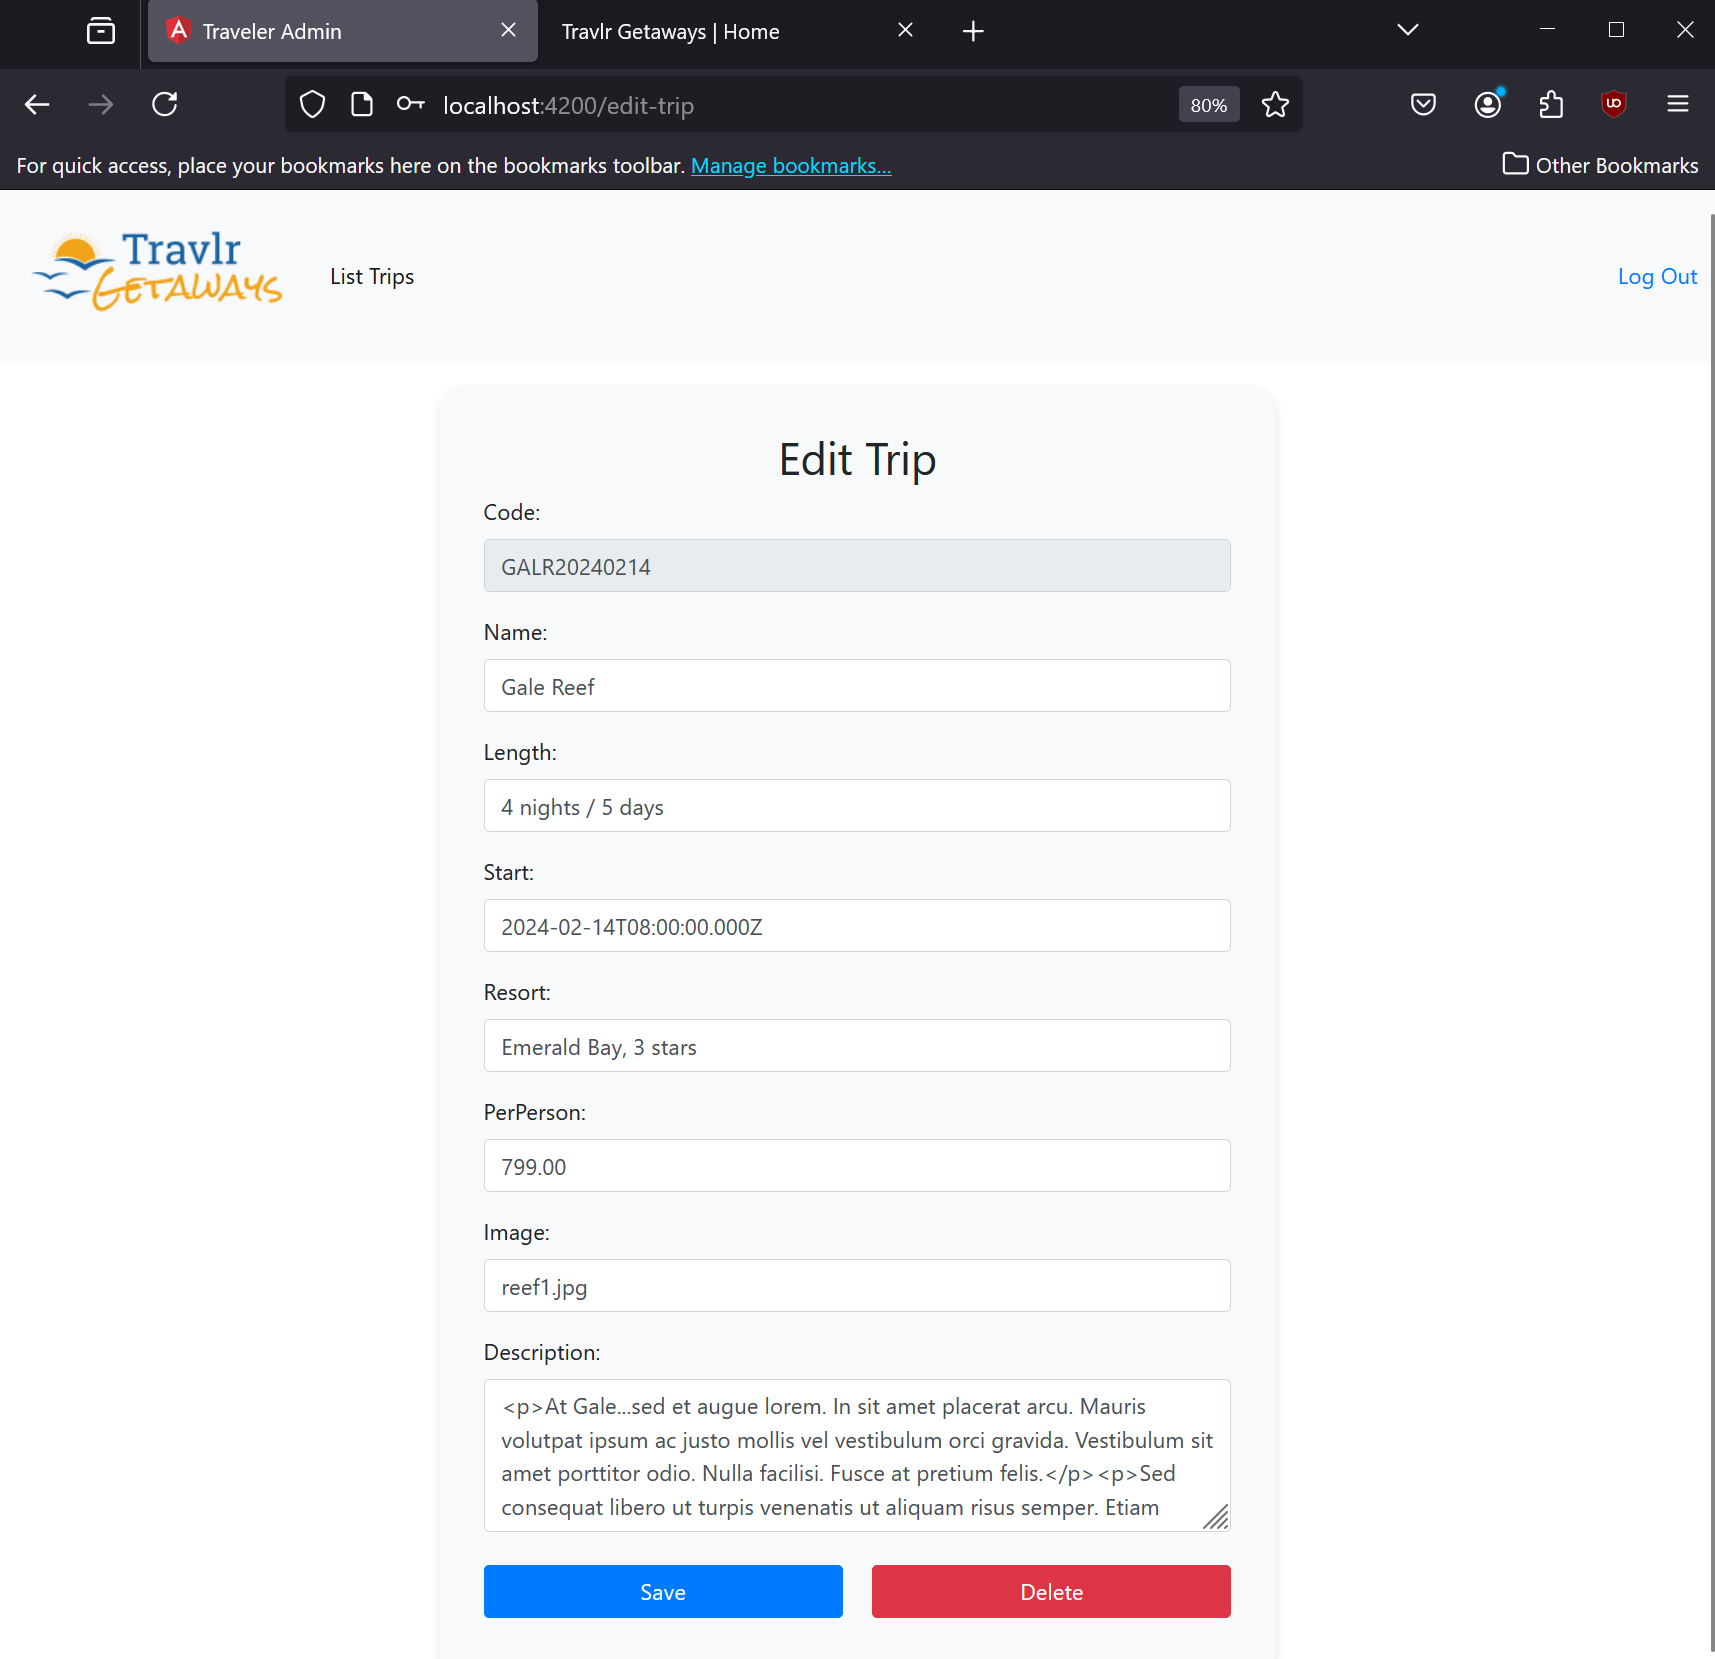 Traveler Admin
Travlr Getaways | Home
localhost:4200/edit-trip
80%
For quick access, place your bookmarks here on the bookmarks toolbar. Manage bookmarks...
Other Bookmarks
Travlr
GETAWAYS
List Trips
Log Out
Edit Trip
Code:
GALR20240214
Name:
Gale Reef
Length:
4 nights / 5 days
Start:
2024-02-14T08:00:00.000Z
Resort:
Emerald Bay, 3 stars
PerPerson:
799.00
Image:
reef1.jpg
Description:
<p>At Gale...sed et augue lorem. In sit amet placerat arcu. Mauris
volutpat ipsum ac justo mollis vel vestibulum orci gravida. Vestibulum sit
amet porttitor odio. Nulla facilisi. Fusce at pretium felis.</p><p>Sed
consequat libero ut turpis venenatis ut aliquam risus semper. Etiam
Save
Delete